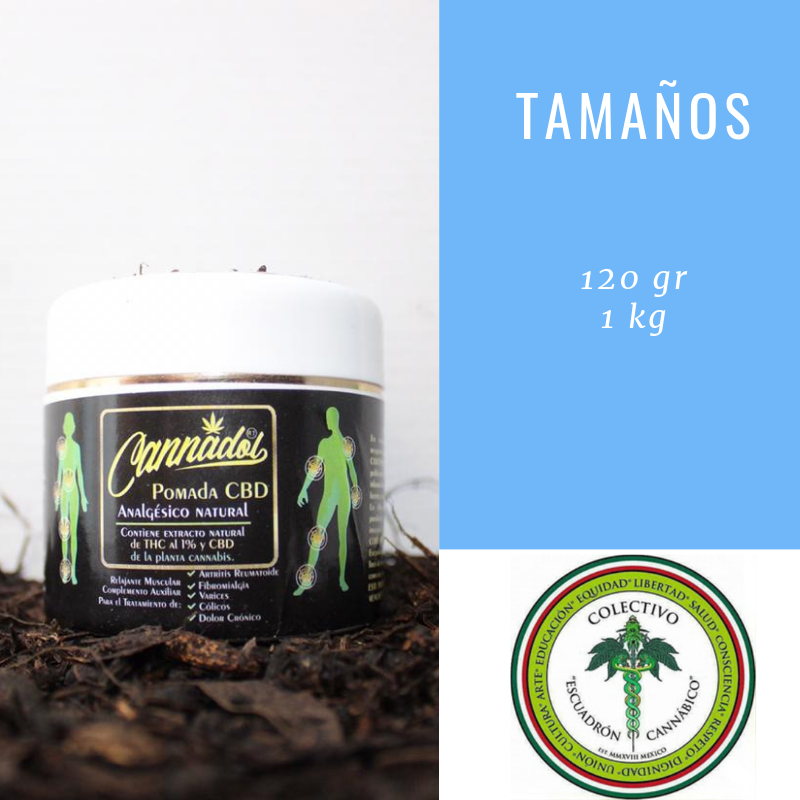 TAMAÑOS
120 gr
1 kg
Cannadol
POMADA CBD
ANALGÉSICO NATURAL
CONTIENE EXTRACTO NATURAL
DE THC AL 1% Y CBD
DE LA PLANTA CANNABIS.
RELAJANTE MUSCULAR
COMPLEMENTO AUXILIAR
PARA EL TRATAMIENTO DE:
✓ ARTRITIS REUMATOIDE
✓ FIBROMIALGIA
✓ VARICES
✓ CÓLICOS
✓ DOLOR CRÓNICO
COLECTIVO
"ESCUADRÓN CANNÁBICO"
EST MMXVIII MEXICO
UNIÓN* CULTURA* ARTE* EDUCACIÓN* EQUIDAD* LIBERTAD* SALUD* CONSCIENCIA* RESPETO* DIGNIDAD*